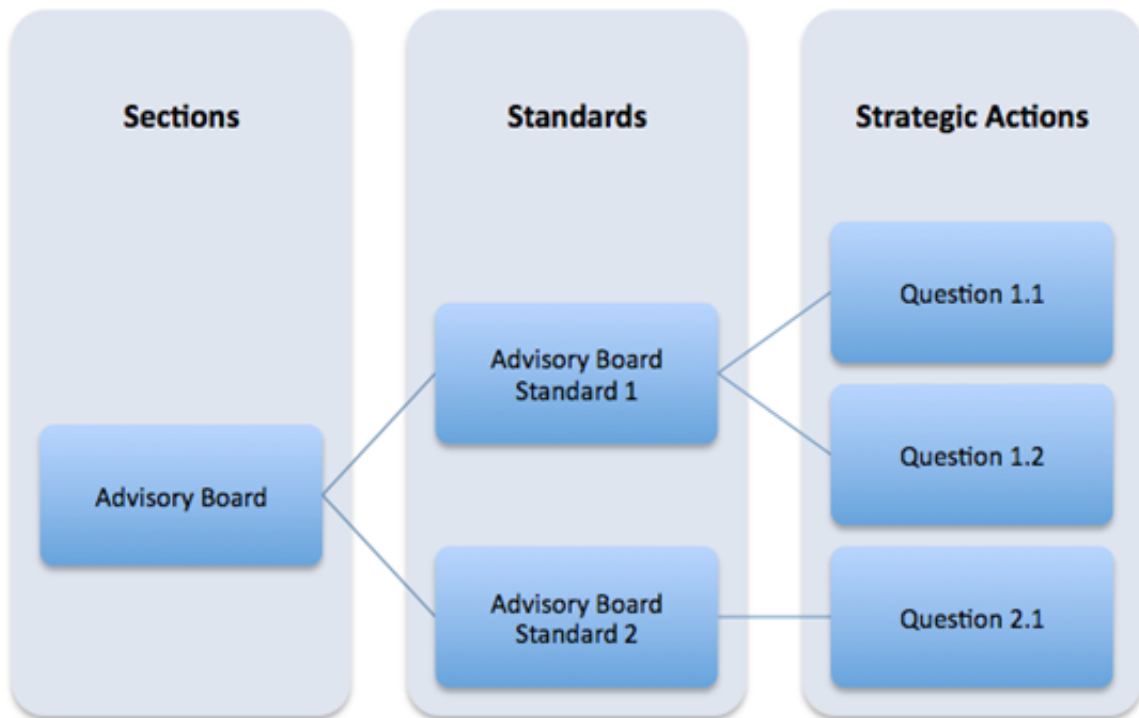 Sections
Standards
Strategic Actions
Advisory Board
Advisory Board
Standard 1
Advisory Board
Standard 2
Question 1.1
Question 1.2
Question 2.1